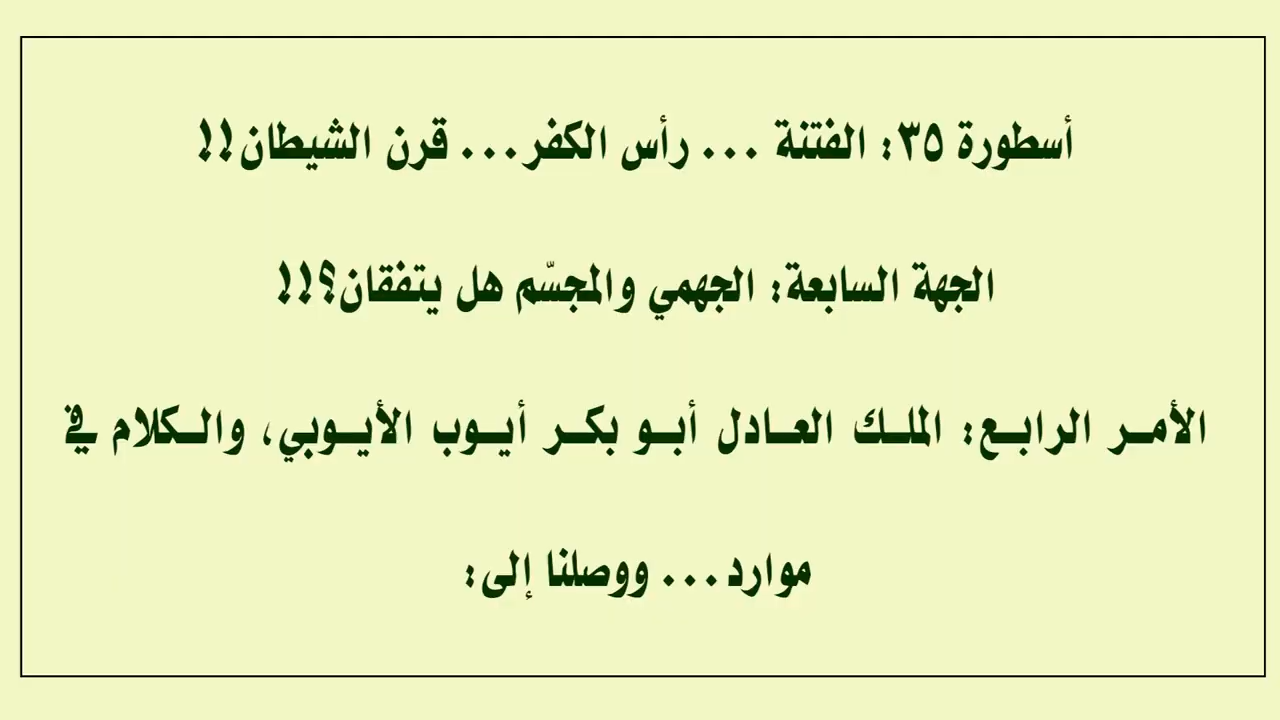 أسطورة ٣٥: الفتنة ... رأس الكفر... قرن الشيطان!!
الجهة السابعة: الجهمي والمجسّم هل يتفقان؟!!
الأمـر الرابـع: الملـك العـادل أبـو بكـر أيـوب الأيـوبي، والـكلام في
موارد... ووصلنا إلى: